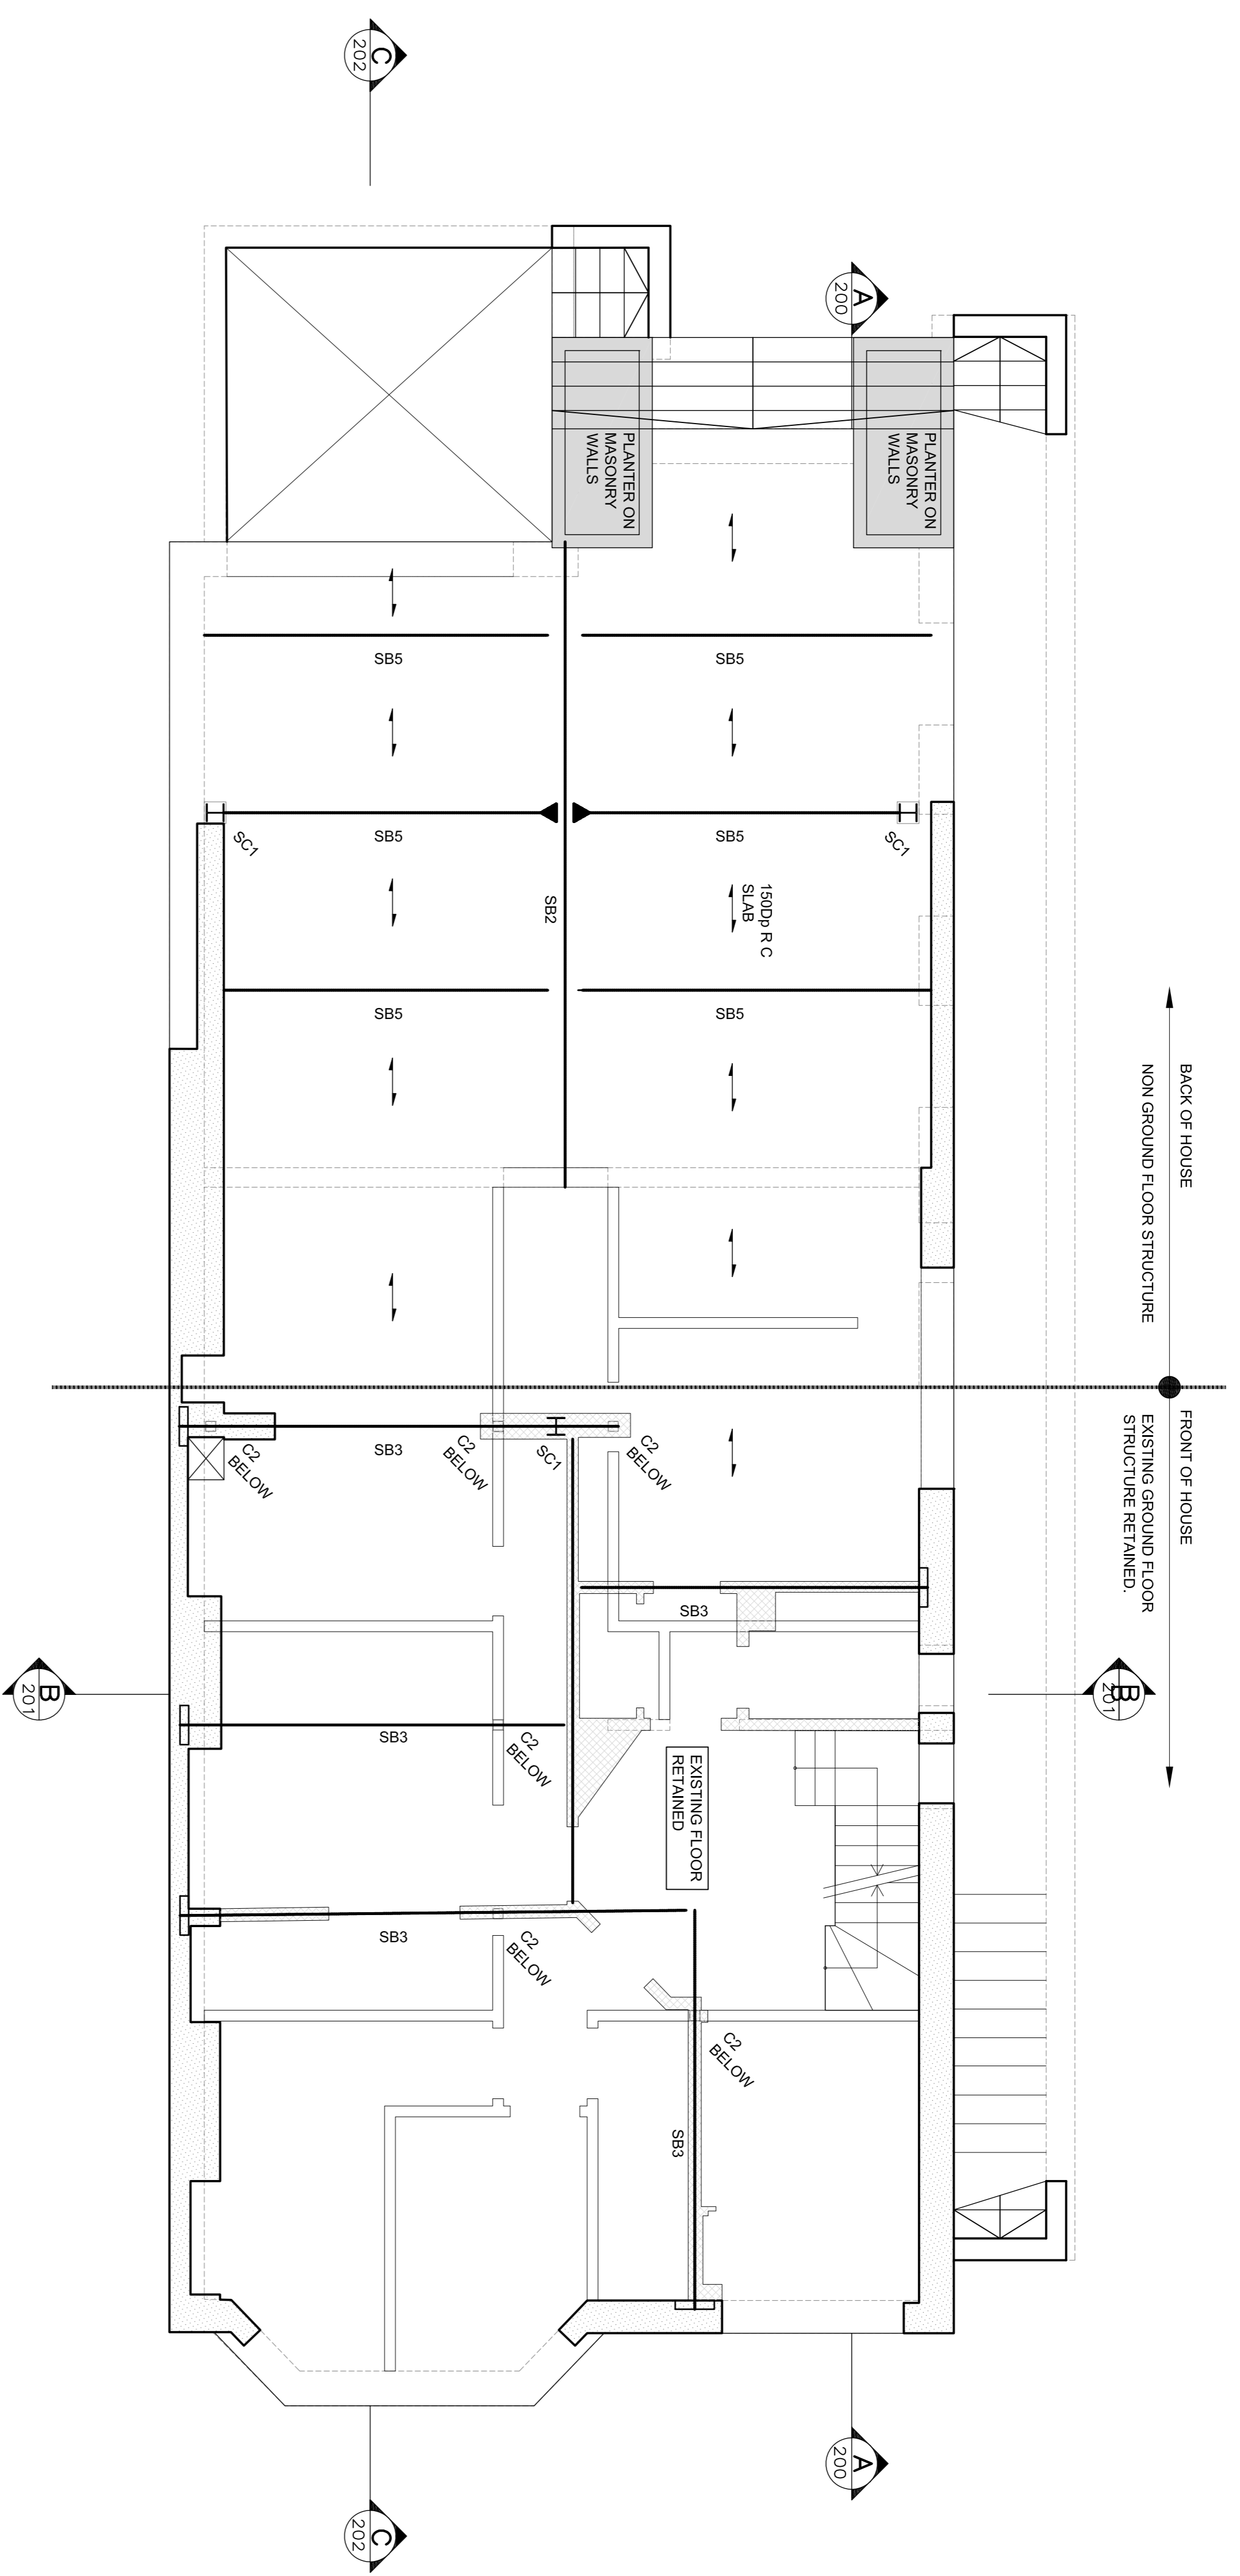 BACK OF HOUSE
NON GROUND FLOOR STRUCTURE
FRONT OF HOUSE
EXISTING GROUND FLOOR
STRUCTURE RETAINED.
B
201
PLANTER ON
MASONRY
WALLS
A
200
A
200
SC1
150Dp R C
SLAB
SB5
SB5
SB5
C2
BELOW
EXISTING FLOOR
RETAINED
SB3
SB3
PLANTER ON
MASONRY
WALLS
C2
BELOW
SB2
SC1
C2
BELOW
C2
BELOW
C2
BELOW
SB5
SB5
SB5
SB3
SB3
SB3
C
202
C
202
SC1
C2
BELOW
B
201